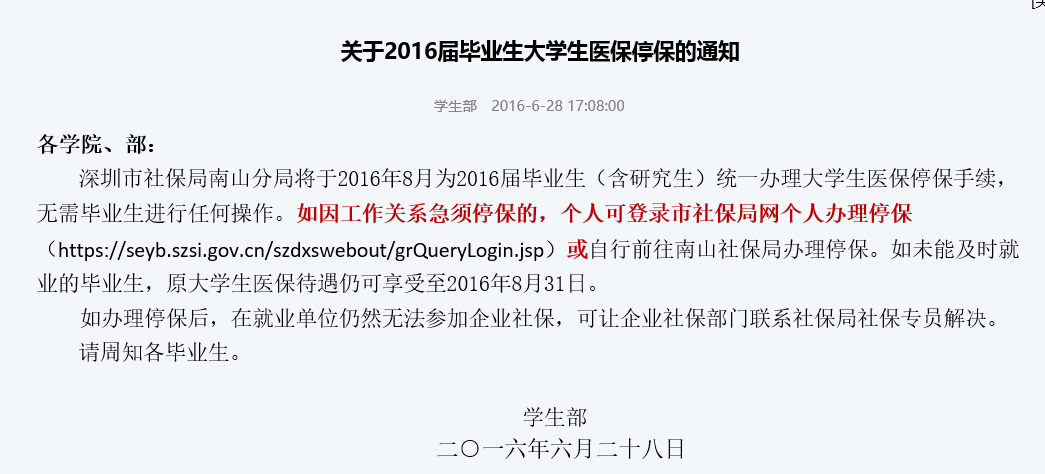 关于2016届毕业生大学生医保停保的通知
学生部 2016-6-28 17:08:00
各学院、部：
深圳市社保局南山分局将于2016年8月为2016届毕业生（含研究生）统一办理大学生医保停保手续，
无需毕业生进行任何操作。如因工作关系急须停保的，个人可登录市社保局网个人办理停保
（https://seyb.szsi.gov.cn/szdxswebout/grQueryLogin.jsp）或自行前往南山社保局办理停保。如未能及时就
业的毕业生，原大学生医保待遇仍可享受至2016年8月31日。
如办理停保后，在就业单位仍然无法参加企业社保，可让企业社保部门联系社保局社保专员解决。
请周知各毕业生。
学生部
二〇一六年六月二十八日